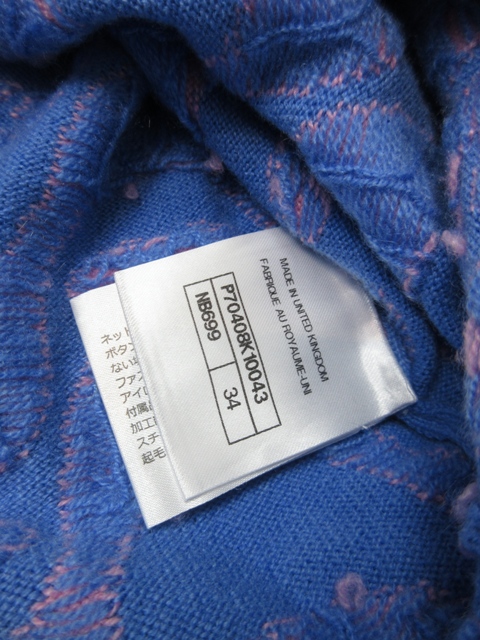 MADE IN UNITED KINGDOM
FABRIQUE AU ROYAUME-UNI
P70408K10043
NB699
34
ネット
ボタン
ない
ファ
アイ
付属
加工
スチ
起毛